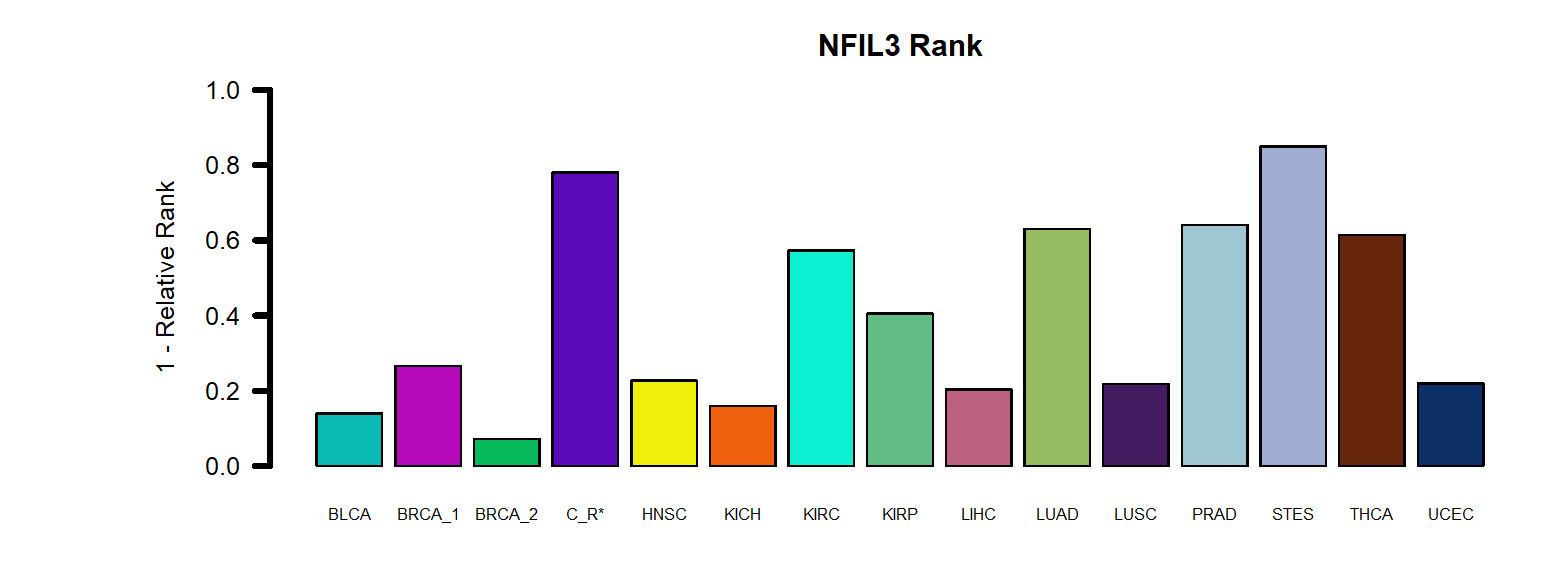 NFIL3 Rank
1 - Relative Rank
1.0
0.8
0.6
0.4
0.2
0.0
BLCA BRCA_1 BRCA_2 C_R* HNSC KICH KIRC KIRP LIHC LUAD LUSC PRAD STES THCA UCEC